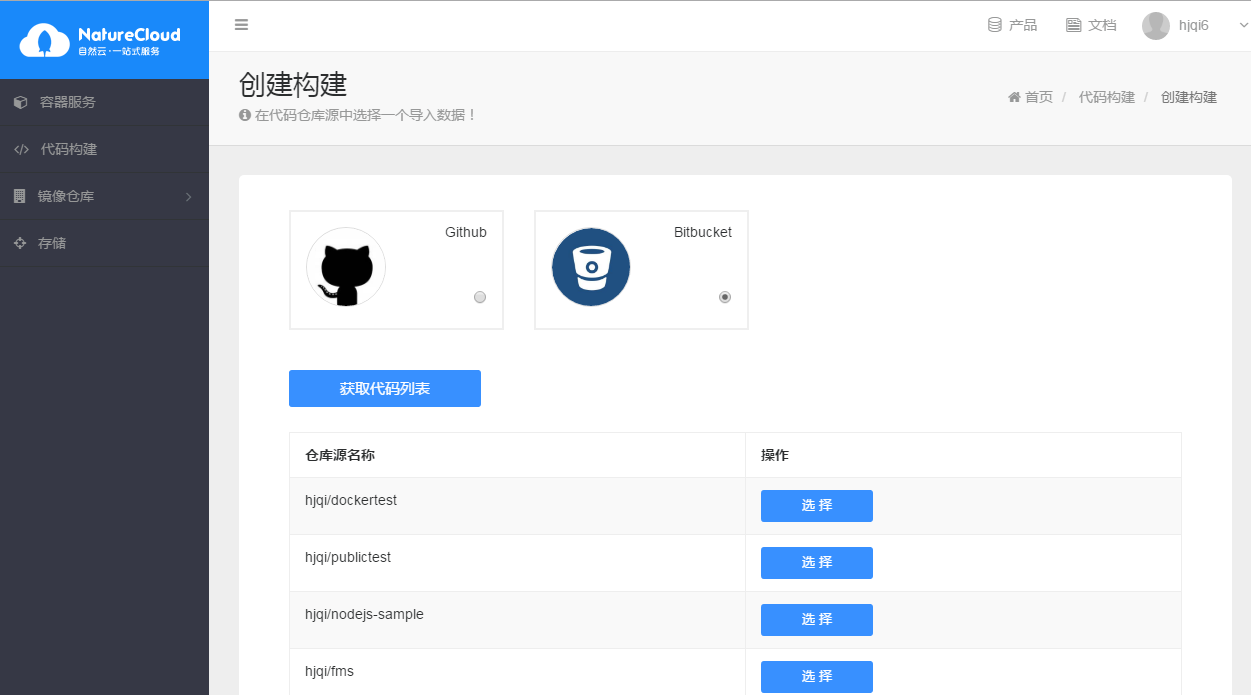 NatureCloud
自然云·一站式服务
产品
文档
hjqi6
容器服务
代码构建
镜像仓库
存储
创建构建
在代码仓库源中选择一个导入数据！
首页 / 代码构建 / 创建构建
Github
Bitbucket
获取代码列表
仓库源名称
操作
hjqi/dockertest
选 择
hjqi/publictest
选 择
hjqi/nodejs-sample
选 择
hjqi/fms
选 择